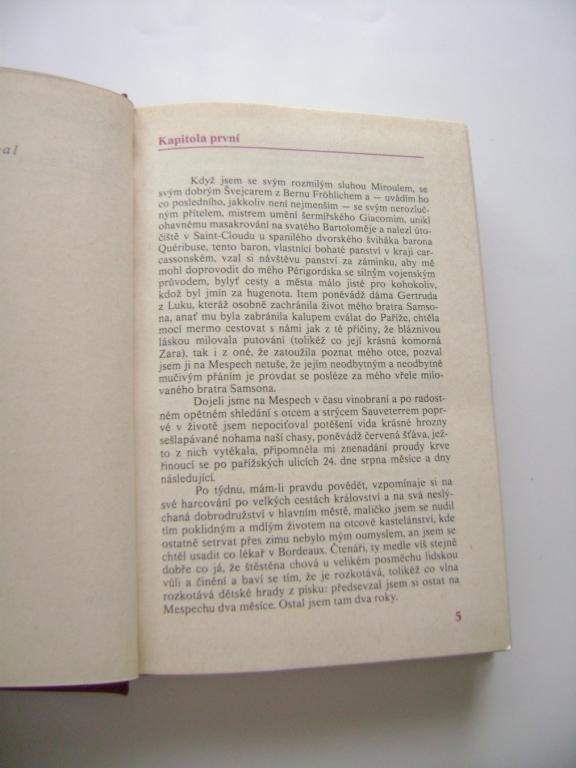 al
Kapitola první
Když jsem se svým rozmilým sluhou Miroulem, se
svým dobrým Švejcarem z Bernu Fröhlichem a — uvádím ho
co posledního, jakkoliv není nejmenším — se svým nerozluč-
ným přítelem, mistrem umění šermířského Giacomim, unikl
ohavnému masakrování na svatého Bartoloměje a nalezl úto-
čiště v Saint-Cloudu u spanilého dvorského šviháka barona
Quéribuse, tento baron, vlastnící bohaté panství v kraji car-
cassonském, vzal si návštěvu panství za záminku, aby mě
mohl doprovodit do mého Périgordska se silným vojenským
průvodem, bylyť cesty a města málo jisté pro kohokoliv,
kdož byl jmín za hugenota. Item poněvádž dáma Gertruda
z Luku, kteráž osobně zachránila život mého bratra Samso-
na, anať mu byla zabránila kalupem cválat do Paříže, chtěla
mocí mermo cestovat s námi jak z té příčiny, že bláznivou
láskou milovala putování (tolikéž co její krásná komorná
Zara), tak i z oné, že zatoužila poznat mého otce, pozval
jsem ji na Mespech netuše, že jejím neodbytným a neodbytně
mučivým přáním je provdat se posléze za mého vřele milo-
vaného bratra Samsona.
Dojeli jsme na Mespech v času vinobraní a po radost-
ném opětném shledání s otcem a strýcem Sauveterrem popr-
vé v životě jsem nepociťoval potěšení vida krásné hrozny
sešlapávané nohama naší chasy, poněvádž červená šťáva, jež-
to z nich vytékala, připomněla mi znenadání proudy krve
řinoucí se po pařížských ulicích 24. dne srpna měsíce a dny
následující.
Po týdnu, mám-li pravdu povědět, vzpomínaje si na
své harcování po velkých cestách království a na svá neslý-
chaná dobrodružství v hlavním městě, maličko jsem se nudil
tím poklidným a mdlým životem na otcově kastelánství, kde
ostatně setrvat přes zimu nebylo mým oumyslem, an jsem se
chtěl usadit co lékař v Bordeaux. Čtenáři, ty medle víš stejně
dobře co já, že štěstěna chová u velikém posměchu lidskou
vůli a činění a baví se tím, že je rozkotává, tolikéž co vlna
rozkotává dětské hrady z písku: předsevzal jsem si ostat na
Mespechu dva měsíce. Ostal jsem tam dva roky.
5